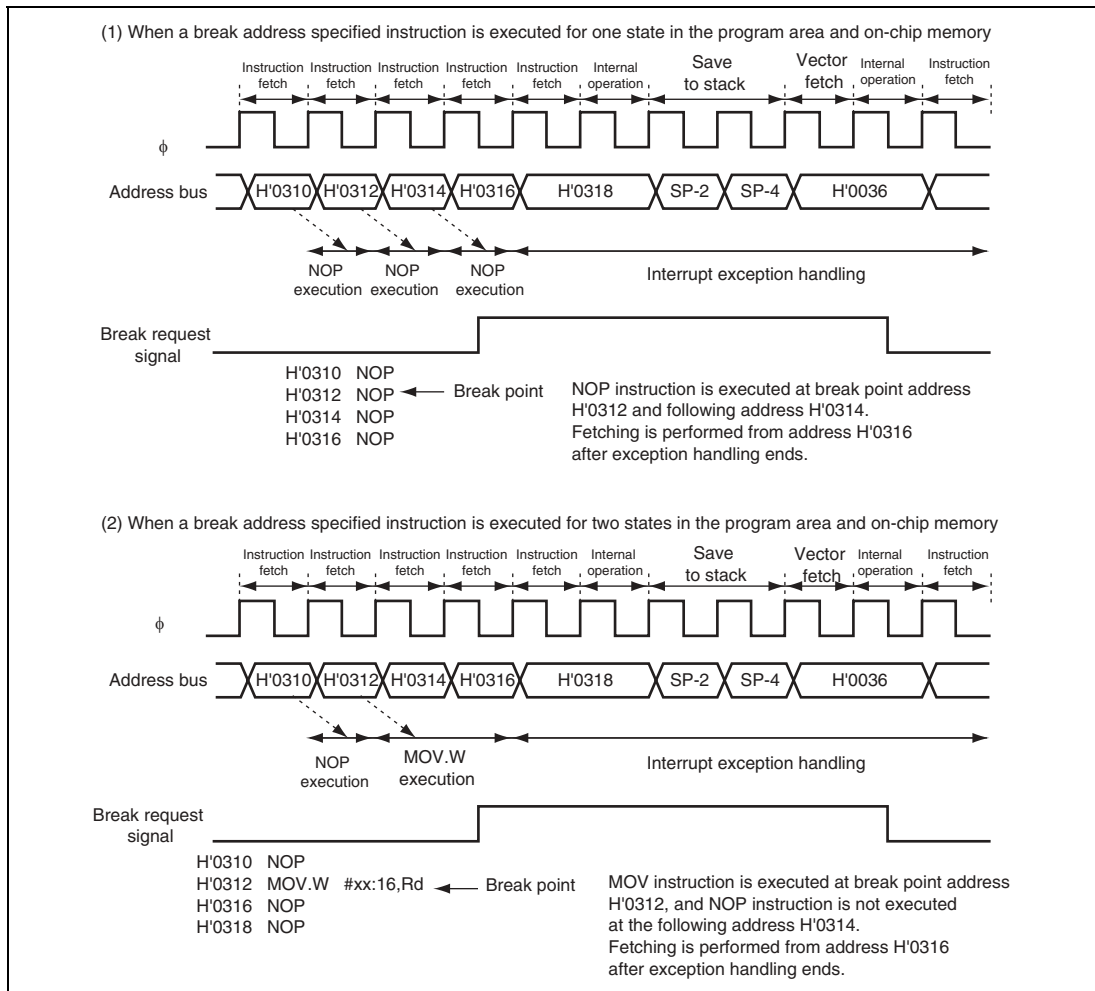 (1) When a break address specified instruction is executed for one state in the program area and on-chip memory
Instruction fetch
Instruction fetch
Instruction fetch
Instruction fetch
Instruction fetch
Internal operation
Save to stack
Vector fetch
Internal operation
Instruction fetch
ϕ
Address bus
H'0310 H'0312 H'0314 H'0316 H'0318 SP-2 SP-4 H'0036
NOP execution
NOP execution
NOP execution
Interrupt exception handling
Break request signal
H'0310 NOP
H'0312 NOP Break point
H'0314 NOP
H'0316 NOP
NOP instruction is executed at break point address
H'0312 and following address H'0314.
Fetching is performed from address H'0316
after exception handling ends.
(2) When a break address specified instruction is executed for two states in the program area and on-chip memory
Instruction fetch
Instruction fetch
Instruction fetch
Instruction fetch
Instruction fetch
Internal operation
Save to stack
Vector fetch
Internal operation
Instruction fetch
ϕ
Address bus
H'0310 H'0312 H'0314 H'0316 H'0318 SP-2 SP-4 H'0036
NOP execution
MOV.W execution
Interrupt exception handling
Break request signal
H'0310 NOP
H'0312 MOV.W #xx:16,Rd Break point
H'0316 NOP
H'0318 NOP
MOV instruction is executed at break point address
H'0312, and NOP instruction is not executed
at the following address H'0314.
Fetching is performed from address H'0316
after exception handling ends.